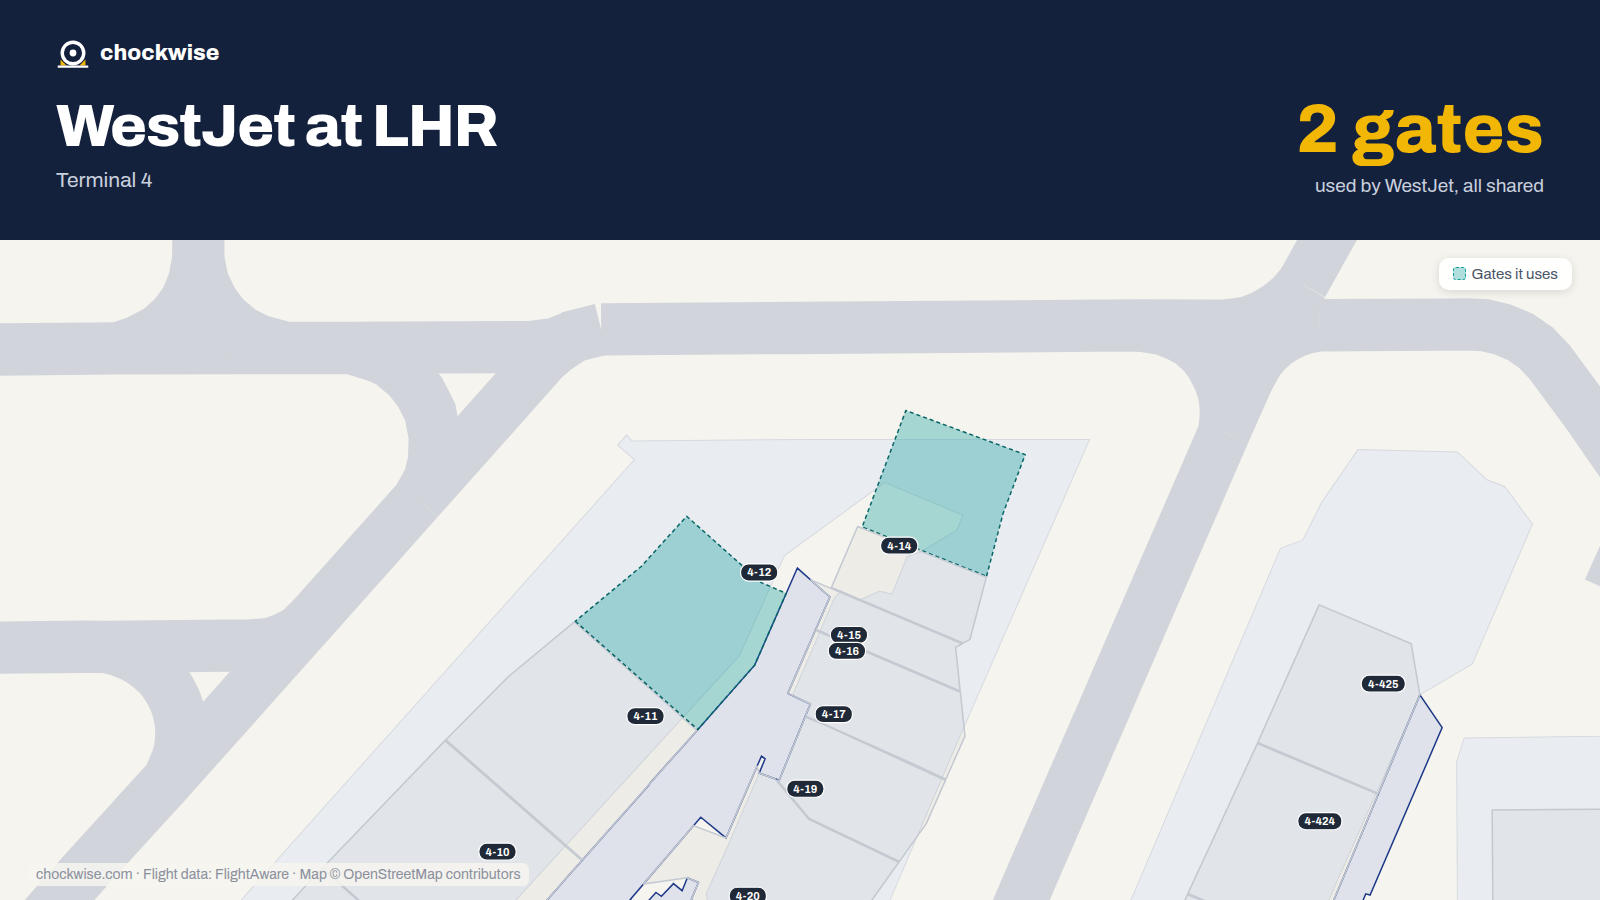 chockwise
WestJet at LHR
Terminal 4
2 gates
used by WestJet, all shared
Gates it uses
4-14
4-12
4-15
4-16
4-425
4-11
4-17
4-19
4-424
4-10
chockwise.com · Flight data: FlightAware · Map © OpenStreetMap contributors
4-20